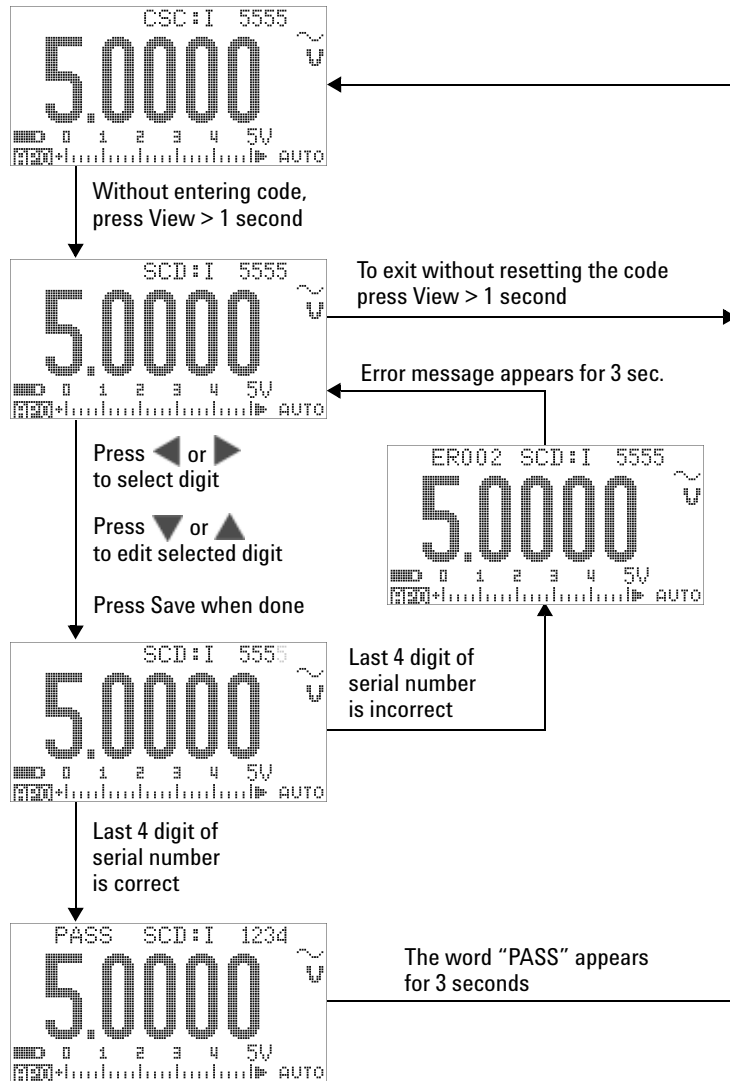 CSC:I 5555
5.0000
V
0 1 2 3 4 5V
APO AUTO
Without entering code,
press View > 1 second
SCD:I 5555
5.0000
V
0 1 2 3 4 5V
APO AUTO
To exit without resetting the code
press View > 1 second
Error message appears for 3 sec.
Press or
to select digit
Press or
to edit selected digit
Press Save when done
ER002 SCD:I 5555
5.0000
V
0 1 2 3 4 5V
APO AUTO
SCD:I 5555
5.0000
V
0 1 2 3 4 5V
APO AUTO
Last 4 digit of
serial number
is incorrect
Last 4 digit of
serial number
is correct
PASS SCD:I 1234
5.0000
V
0 1 2 3 4 5V
APO AUTO
The word “PASS” appears
for 3 seconds